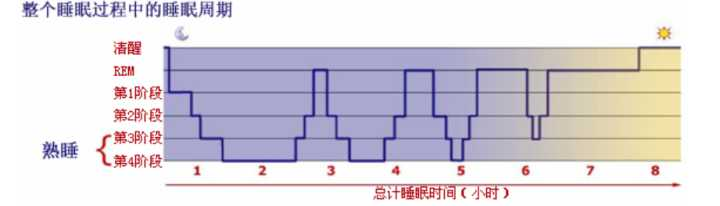 整个睡眠过程中的睡眠周期
渚醒
REM
第1阶段
第2阶段
第3阶段
熟睡
第4阶段
1 2 3 4 5 6 7 8
总计睡眠时间（小时）